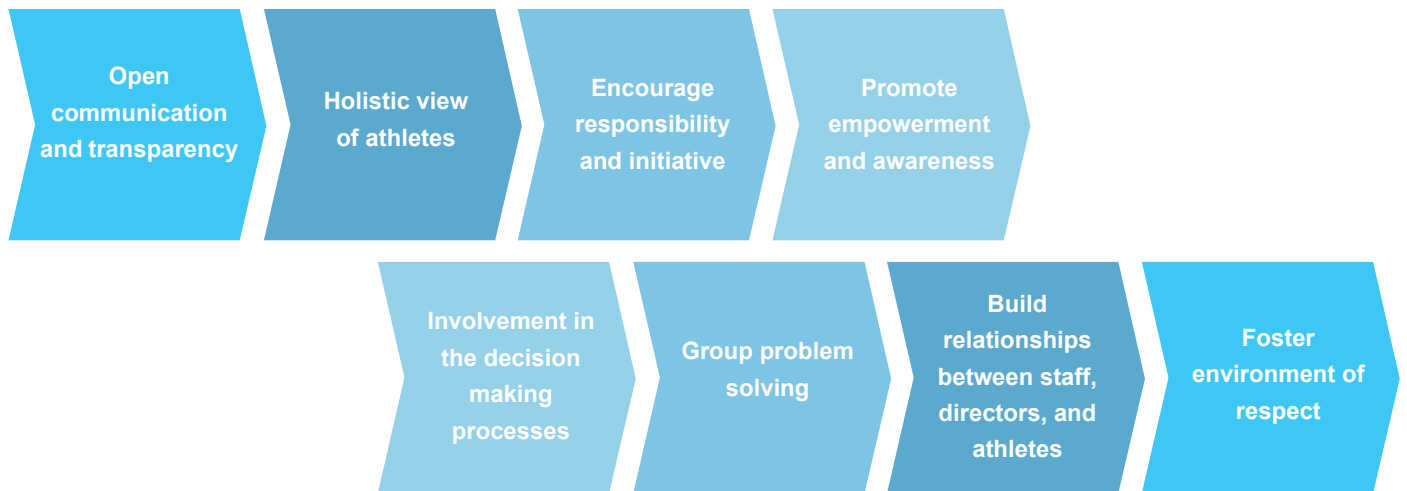 Open
communication
and transparency
Holistic view
of athletes
Encourage
responsibility
and initiative
Promote
empowerment
and awareness
Involvement in
the decision
making
processes
Group problem
solving
Build
relationships
between staff,
directors, and
athletes
Foster
environment of
respect